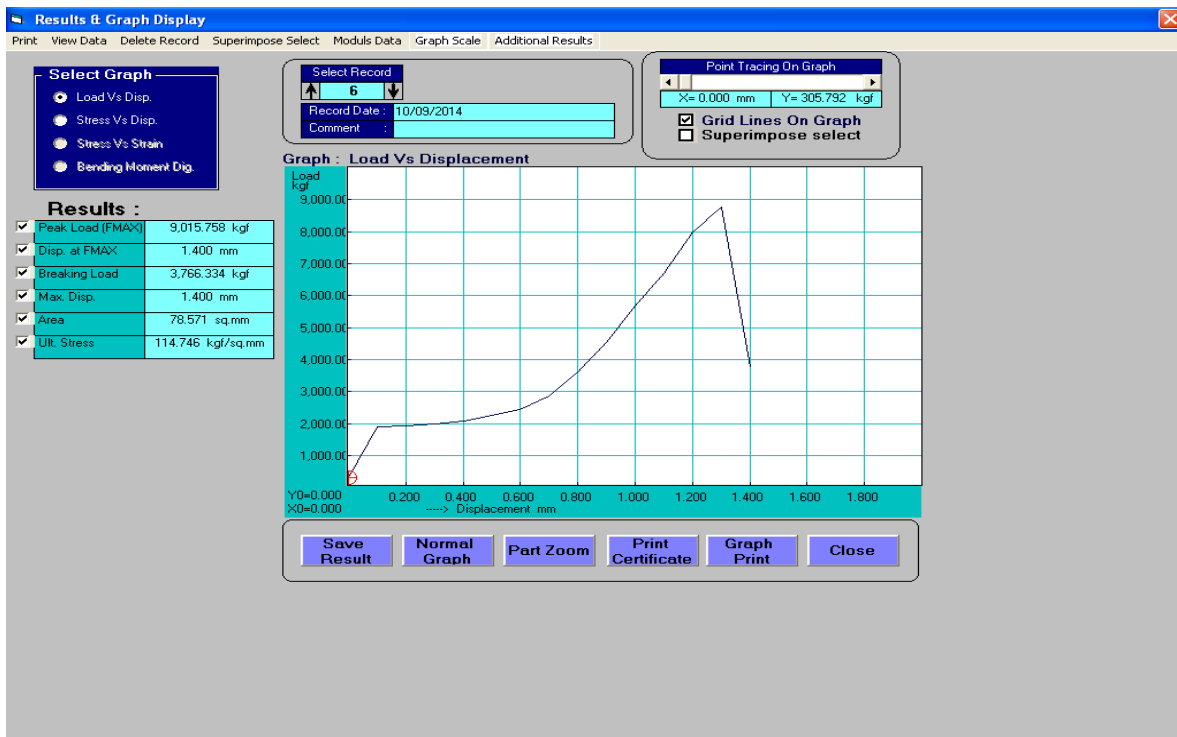 Results & Graph Display
Print View Data Delete Record Superimpose Select Moduls Data Graph Scale Additional Results
Select Graph
Load Vs Disp.
Stress Vs Disp.
Stress Vs Strain
Bending Moment Dig.
Select Record
6
Record Date : 10/09/2014
Comment :
Point Tracing On Graph
X= 0.000 mm Y= 305.792 kgf
Grid Lines On Graph
Superimpose select
Results :
Peak Load (FMAX) 9,015.758 kgf
Disp. at FMAX 1.400 mm
Breaking Load 3,766.334 kgf
Max. Disp. 1.400 mm
Area 78.571 sq.mm
Ult. Stress 114.746 kgf/sq.mm
Graph : Load Vs Displacement
Load
kgf
9,000.00
8,000.00
7,000.00
6,000.00
5,000.00
4,000.00
3,000.00
2,000.00
1,000.00
Y0=0.000 0.200 0.400 0.600 0.800 1.000 1.200 1.400 1.600 1.800
X0=0.000 ----> Displacement mm
Save Result
Normal Graph
Part Zoom
Print Certificate
Graph Print
Close